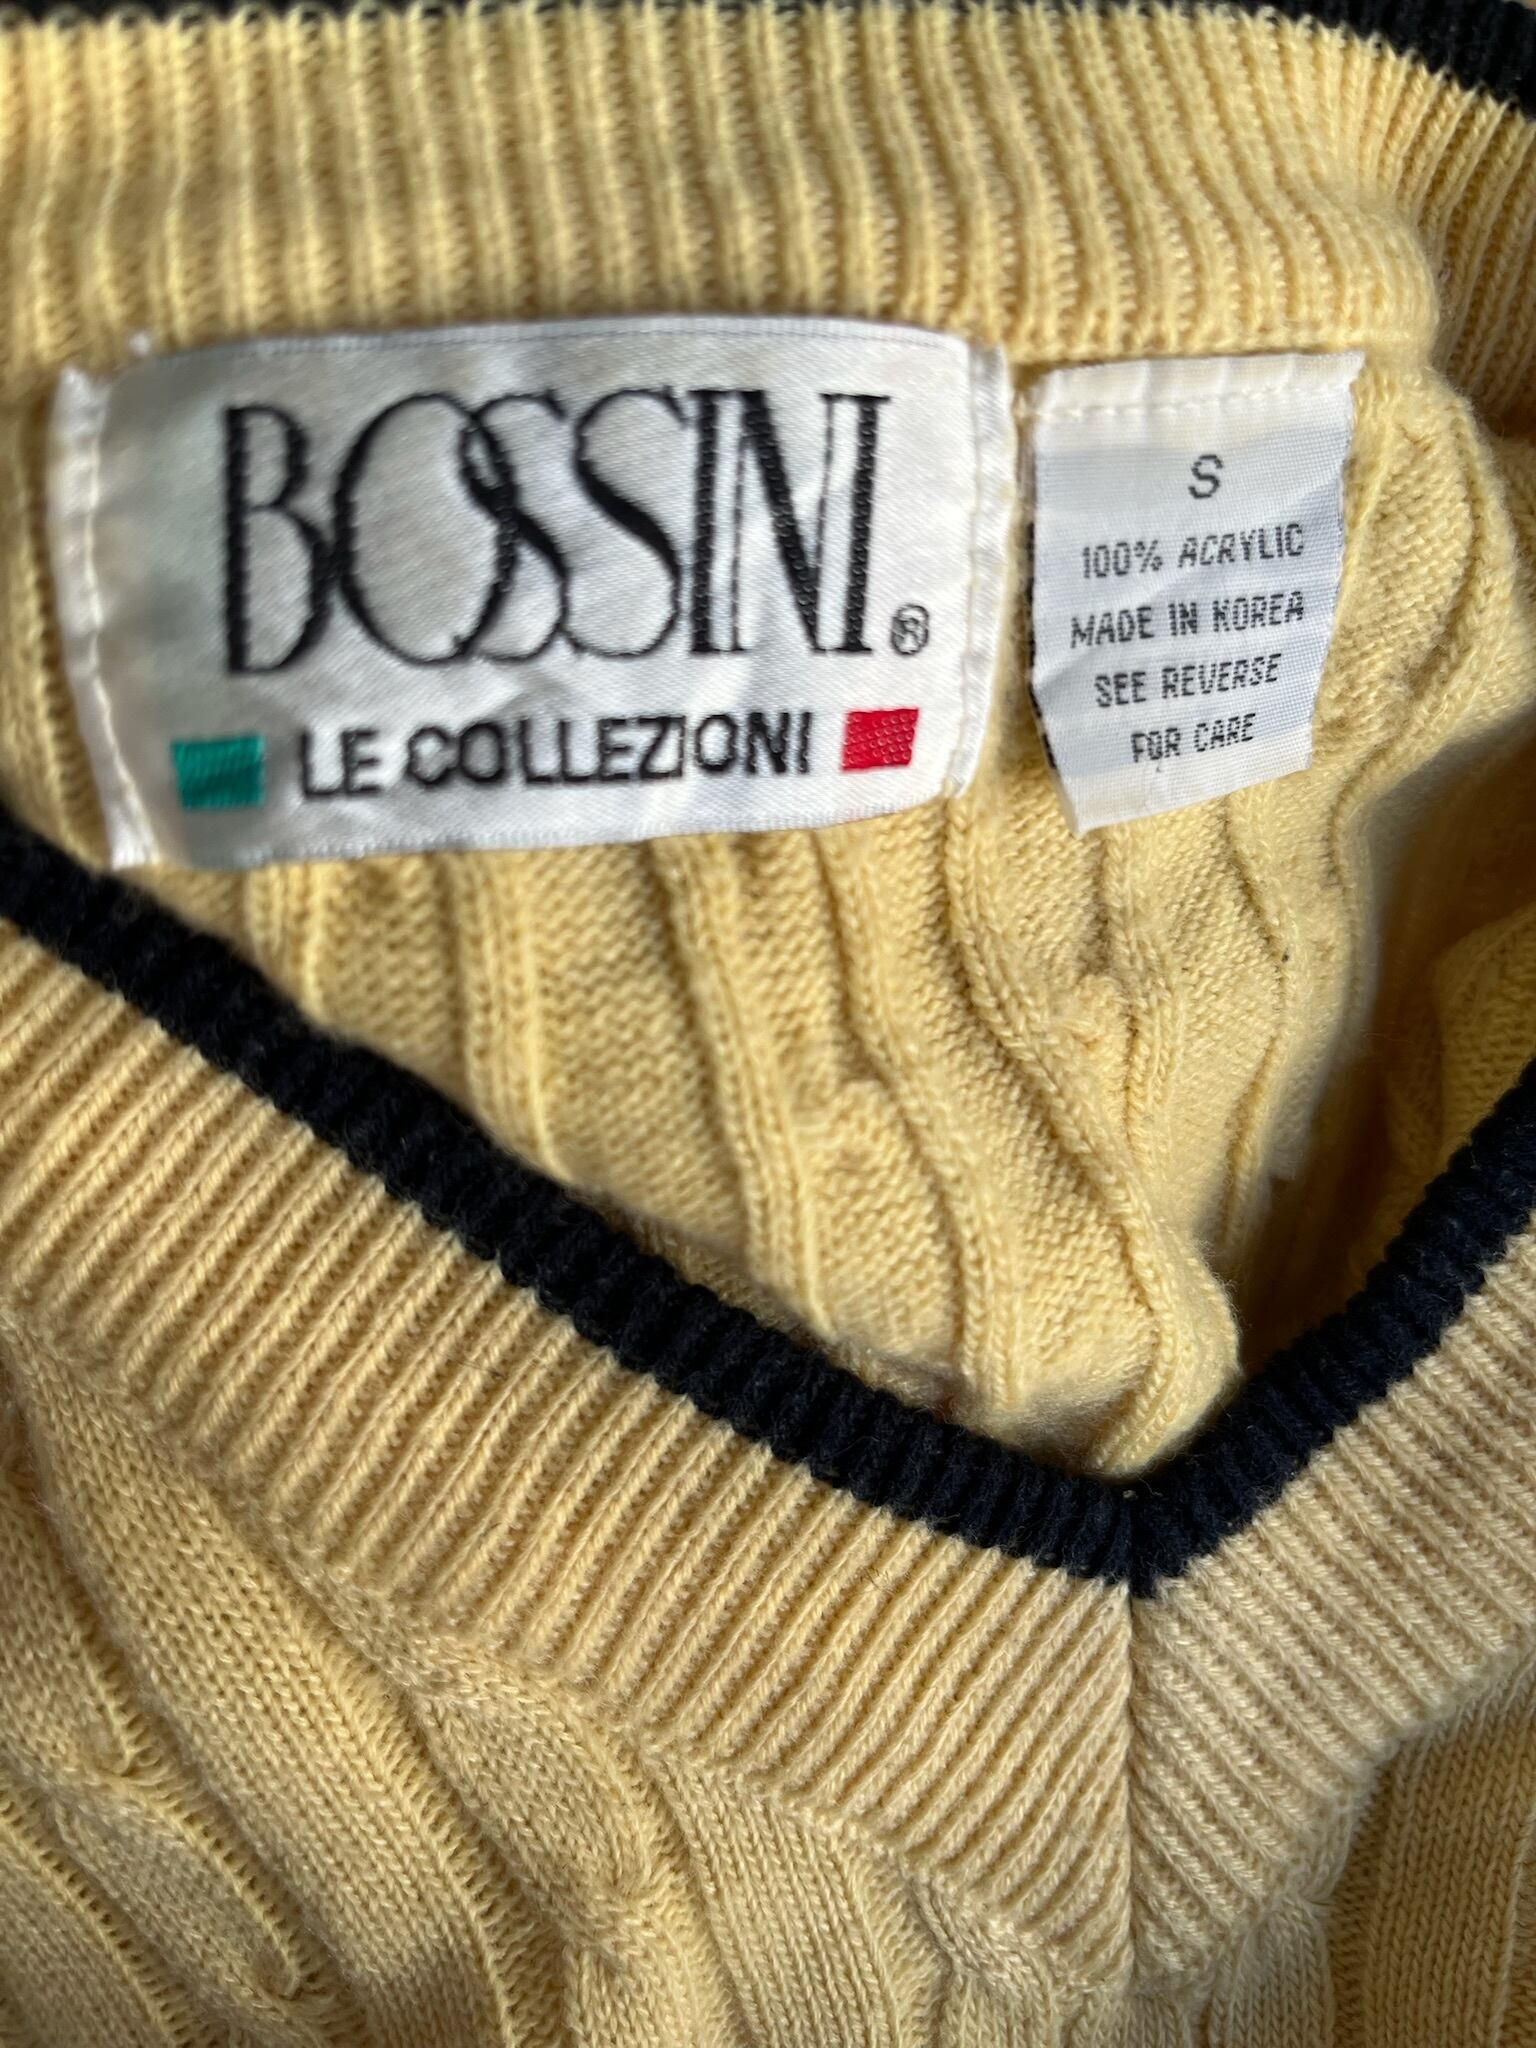 BOSSINI®
LE COLLEZIONI
S
100% ACRYLIC
MADE IN KOREA
SEE REVERSE
FOR CARE